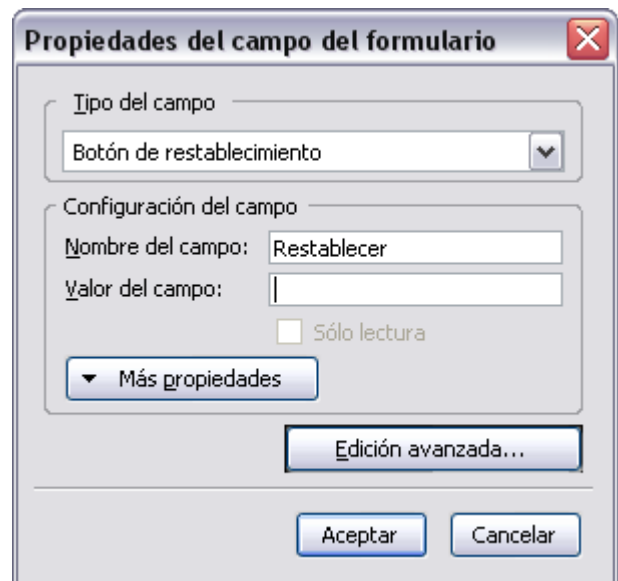 Propiedades del campo del formulario
Tipo del campo
Botón de restablecimiento
Configuración del campo
Nombre del campo: Restablecer
Valor del campo:
Sólo lectura
Más propiedades
Edición avanzada...
Aceptar Cancelar